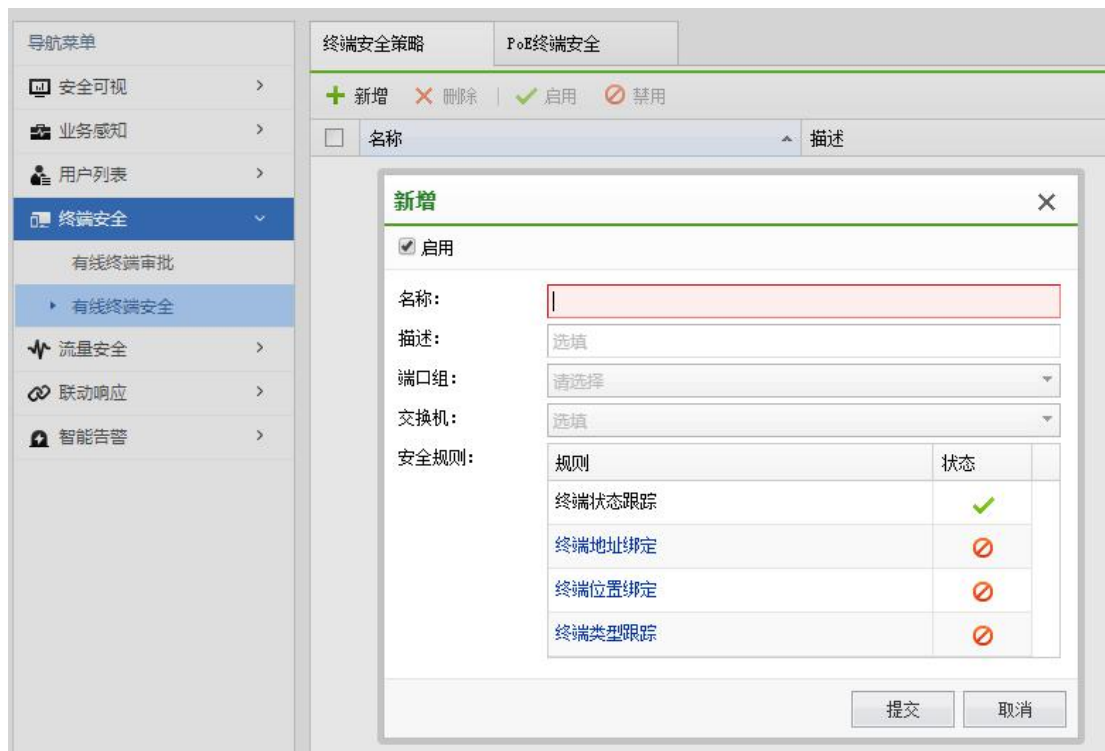 导航菜单
安全可视
业务感知
用户列表
终端安全
有线终端审批
有线终端安全
流量安全
联动响应
智能告警
终端安全策略 PoE终端安全
新增 删除 启用 禁用
名称 描述
新增
启用
名称：
描述： 选填
端口组： 请选择
交换机： 选填
安全规则： 规则 状态
终端状态跟踪
终端地址绑定
终端位置绑定
终端类型跟踪
提交 取消